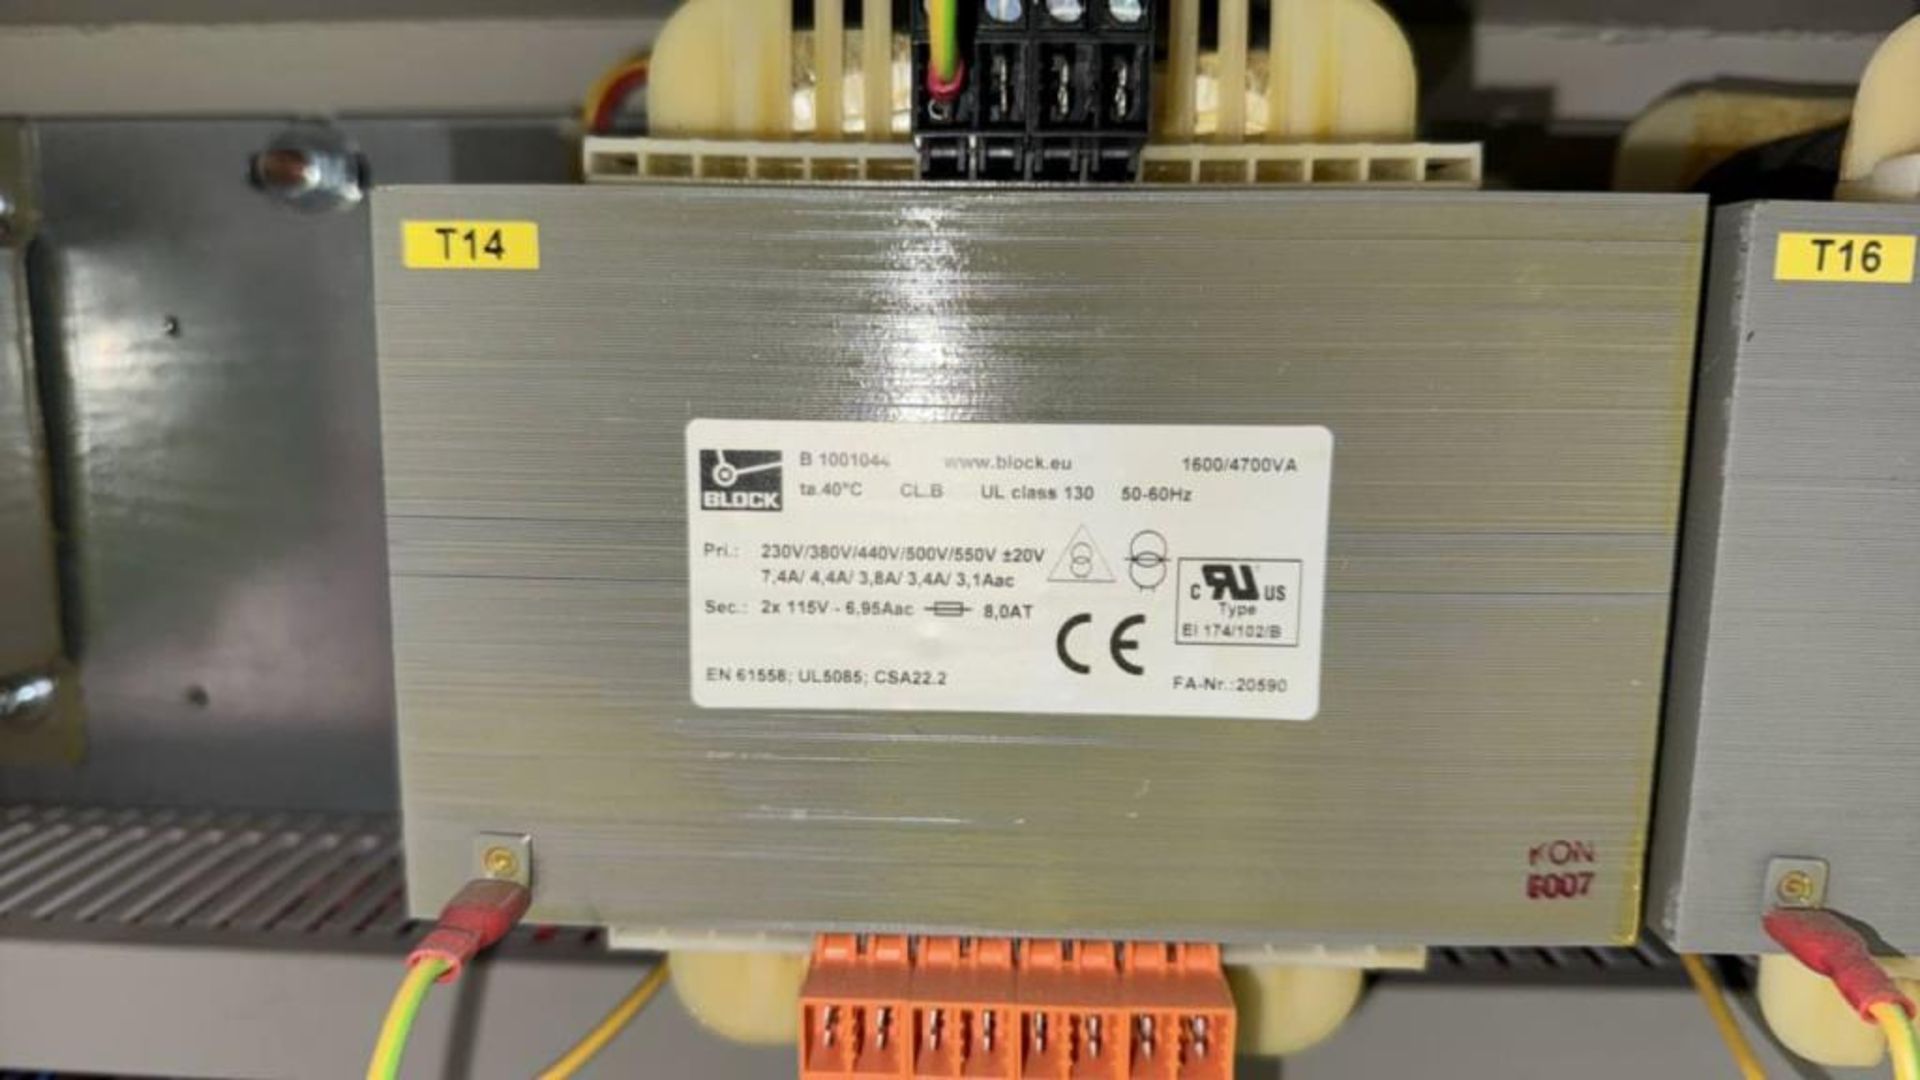 T14
T16
BLOCK
B 1001044 www.block.eu 1600/4700VA
ta.40°C CL.B UL class 130 50-60Hz
Pri.: 230V/380V/440V/500V/550V ±20V
7,4A/ 4,4A/ 3,8A/ 3,4A/ 3,1Aac
Sec.: 2x 115V - 6,95Aac 8,0AT
C RU US
Type
EI 174/102/B
CE
EN 61558; UL5085; CSA22.2
FA-Nr.:20590
KON
6007